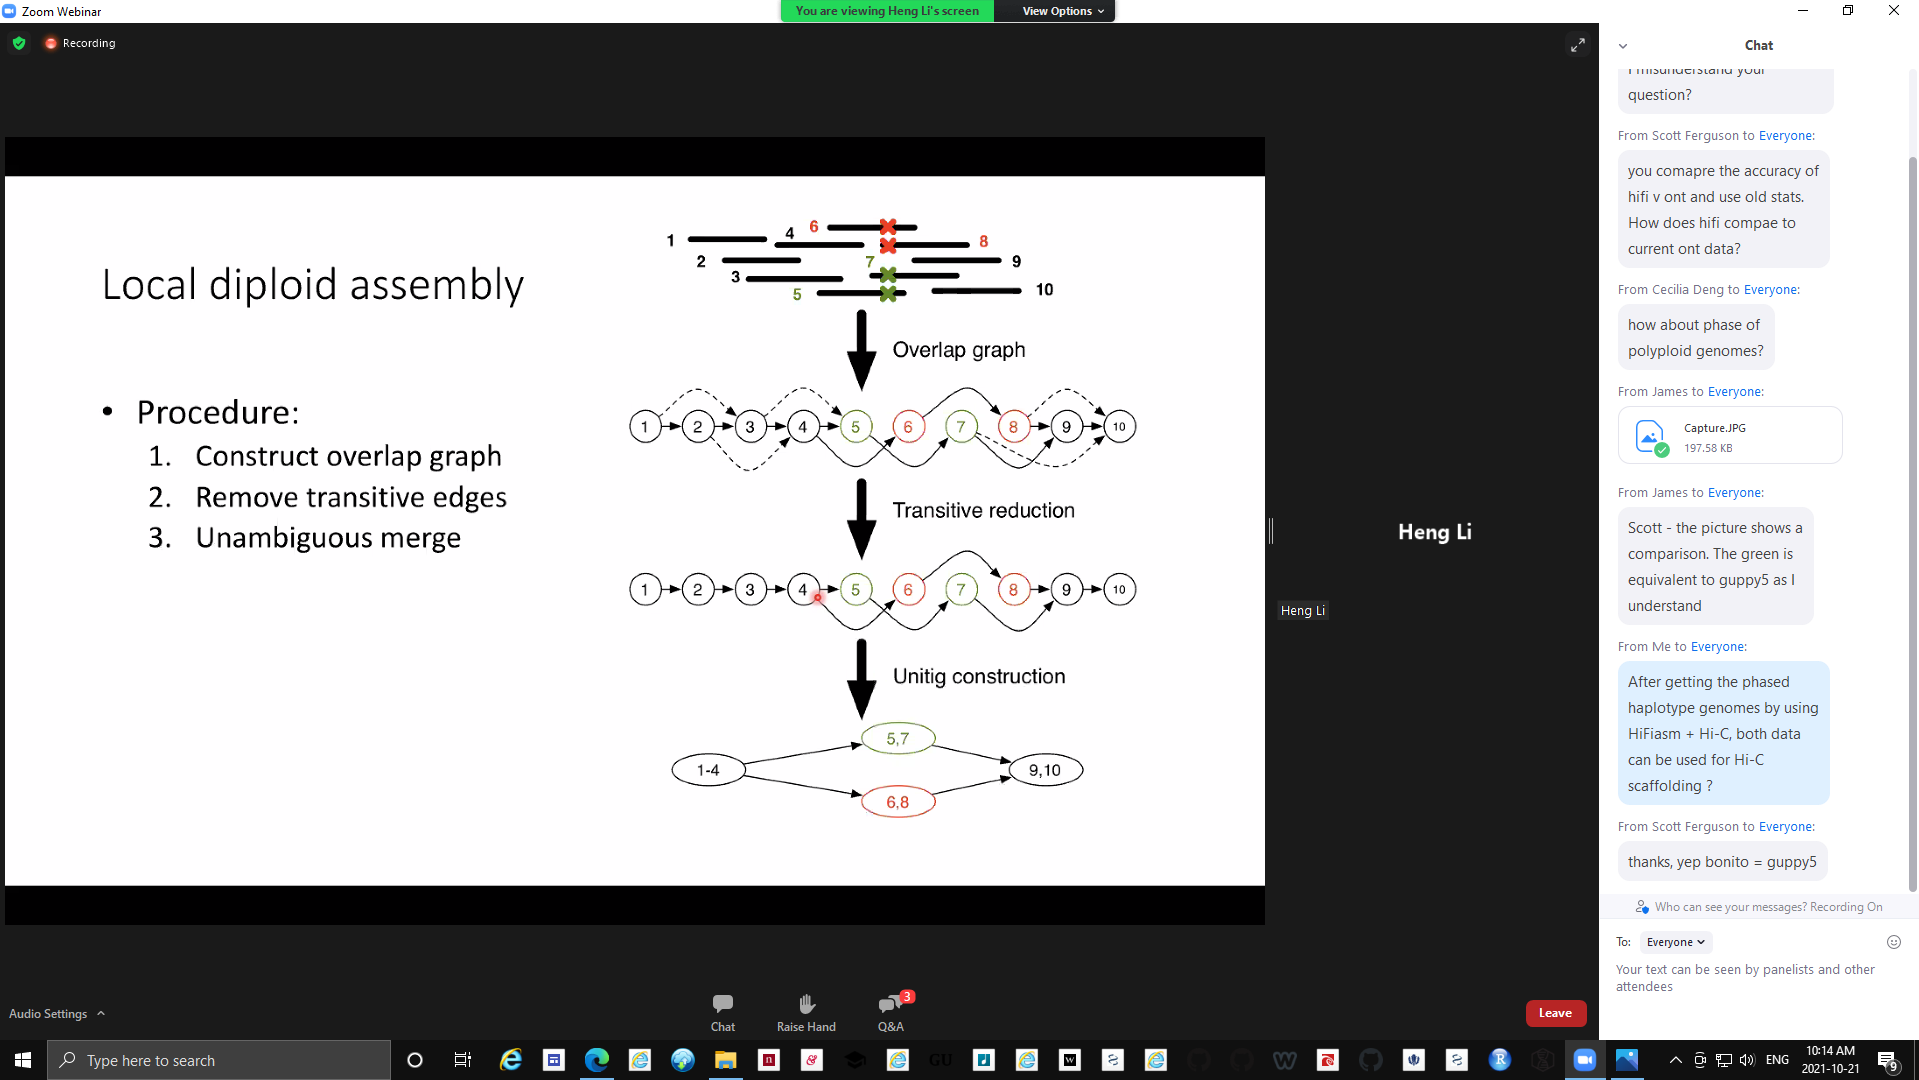 Zoom Webinar
You are viewing Heng Li's screen
View Options
Recording
Local diploid assembly
• Procedure:
1. Construct overlap graph
2. Remove transitive edges
3. Unambiguous merge
6
1
4
8
2
7
9
3
5
10
Overlap graph
1 2 3 4 5 6 7 8 9 10
Transitive reduction
1 2 3 4 5 6 7 8 9 10
Unitig construction
5,7
1-4
9,10
6,8
Heng Li
Heng Li
Chat
I misunderstand your
question?
From Scott Ferguson to Everyone:
you comapre the accuracy of
hifi v ont and use old stats.
How does hifi compae to
current ont data?
From Cecilia Deng to Everyone:
how about phase of
polyploid genomes?
From James to Everyone:
Capture.JPG
197.58 KB
From James to Everyone:
Scott - the picture shows a
comparison. The green is
equivalent to guppy5 as I
understand
From Me to Everyone:
After getting the phased
haplotype genomes by using
HiFiasm + Hi-C, both data
can be used for Hi-C
scaffolding ?
From Scott Ferguson to Everyone:
thanks, yep bonito = guppy5
Who can see your messages? Recording On
To: Everyone
Your text can be seen by panelists and other
attendees
Audio Settings
Chat
Raise Hand
3
Q&A
Leave
Type here to search
GU
ENG
10:14 AM
2021-10-21
9